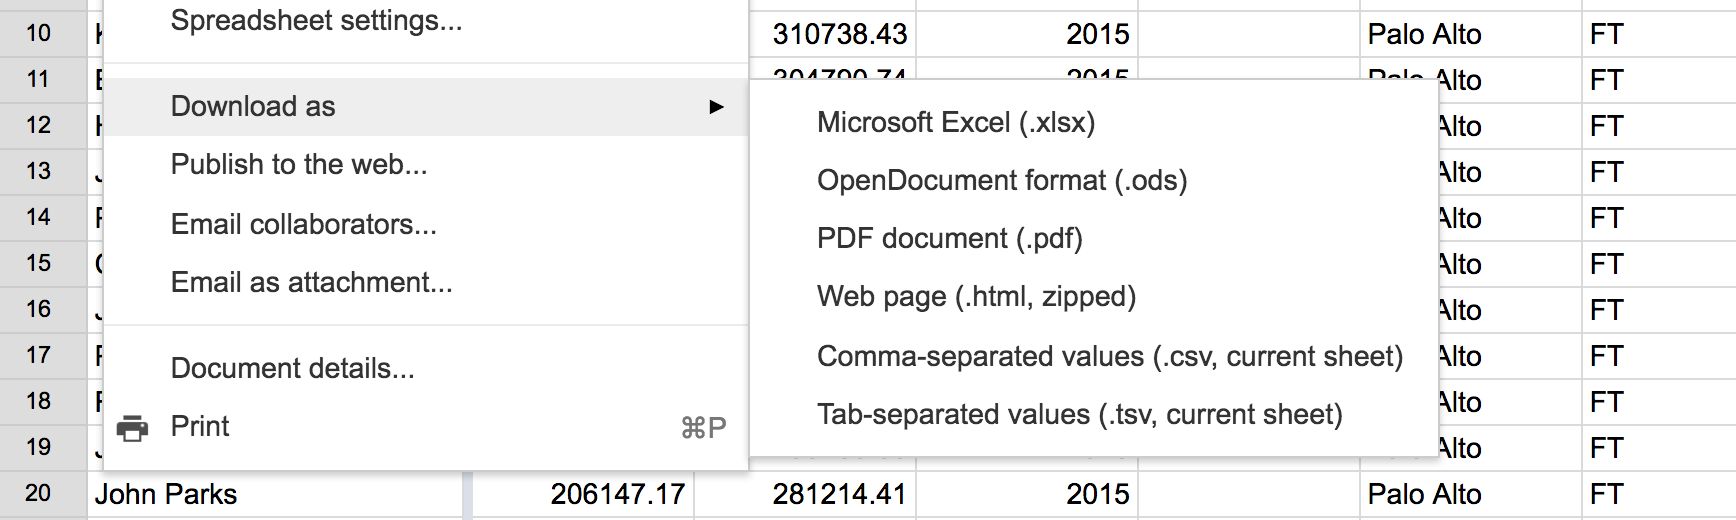 10 310738.43 2015 Palo Alto FT
Spreadsheet settings...
11 2015 Palo Alto FT
Download as ▶
12 Alto FT
Publish to the web...
13 Alto FT
Email collaborators...
14 Alto FT
Email as attachment...
15 Alto FT
16 Alto FT
17 Alto FT
Document details...
18 Alto FT
Print ⌘P
19 Alto FT
Microsoft Excel (.xlsx)
OpenDocument format (.ods)
PDF document (.pdf)
Web page (.html, zipped)
Comma-separated values (.csv, current sheet)
Tab-separated values (.tsv, current sheet)
20 John Parks 206147.17 281214.41 2015 Palo Alto FT